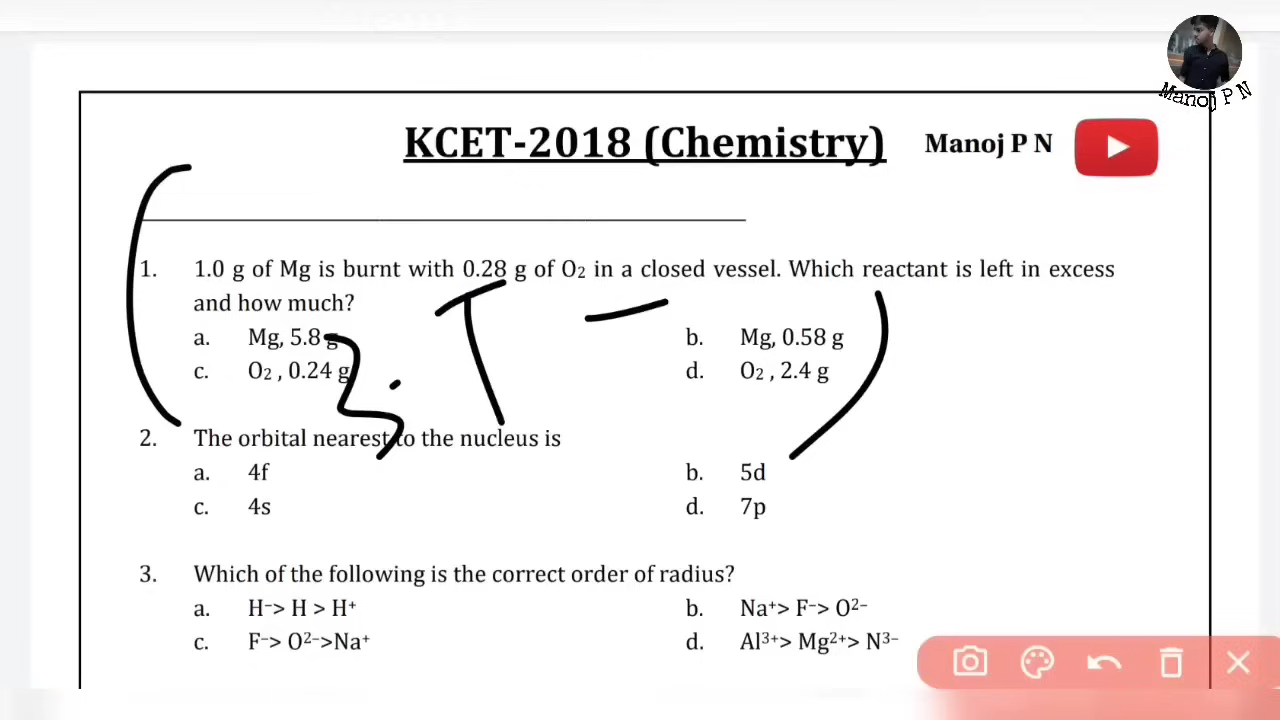 Manoj P N
KCET-2018 (Chemistry) Manoj P N
1. 1.0 g of Mg is burnt with 0.28 g of O₂ in a closed vessel. Which reactant is left in excess
and how much?
a. Mg, 5.8 g b. Mg, 0.58 g
c. O₂ , 0.24 g d. O₂ , 2.4 g
2. The orbital nearest to the nucleus is
a. 4f b. 5d
c. 4s d. 7p
3. Which of the following is the correct order of radius?
a. H⁻> H > H⁺ b. Na⁺> F⁻> O²⁻
c. F⁻> O²⁻>Na⁺ d. Al³⁺> Mg²⁺> N³⁻